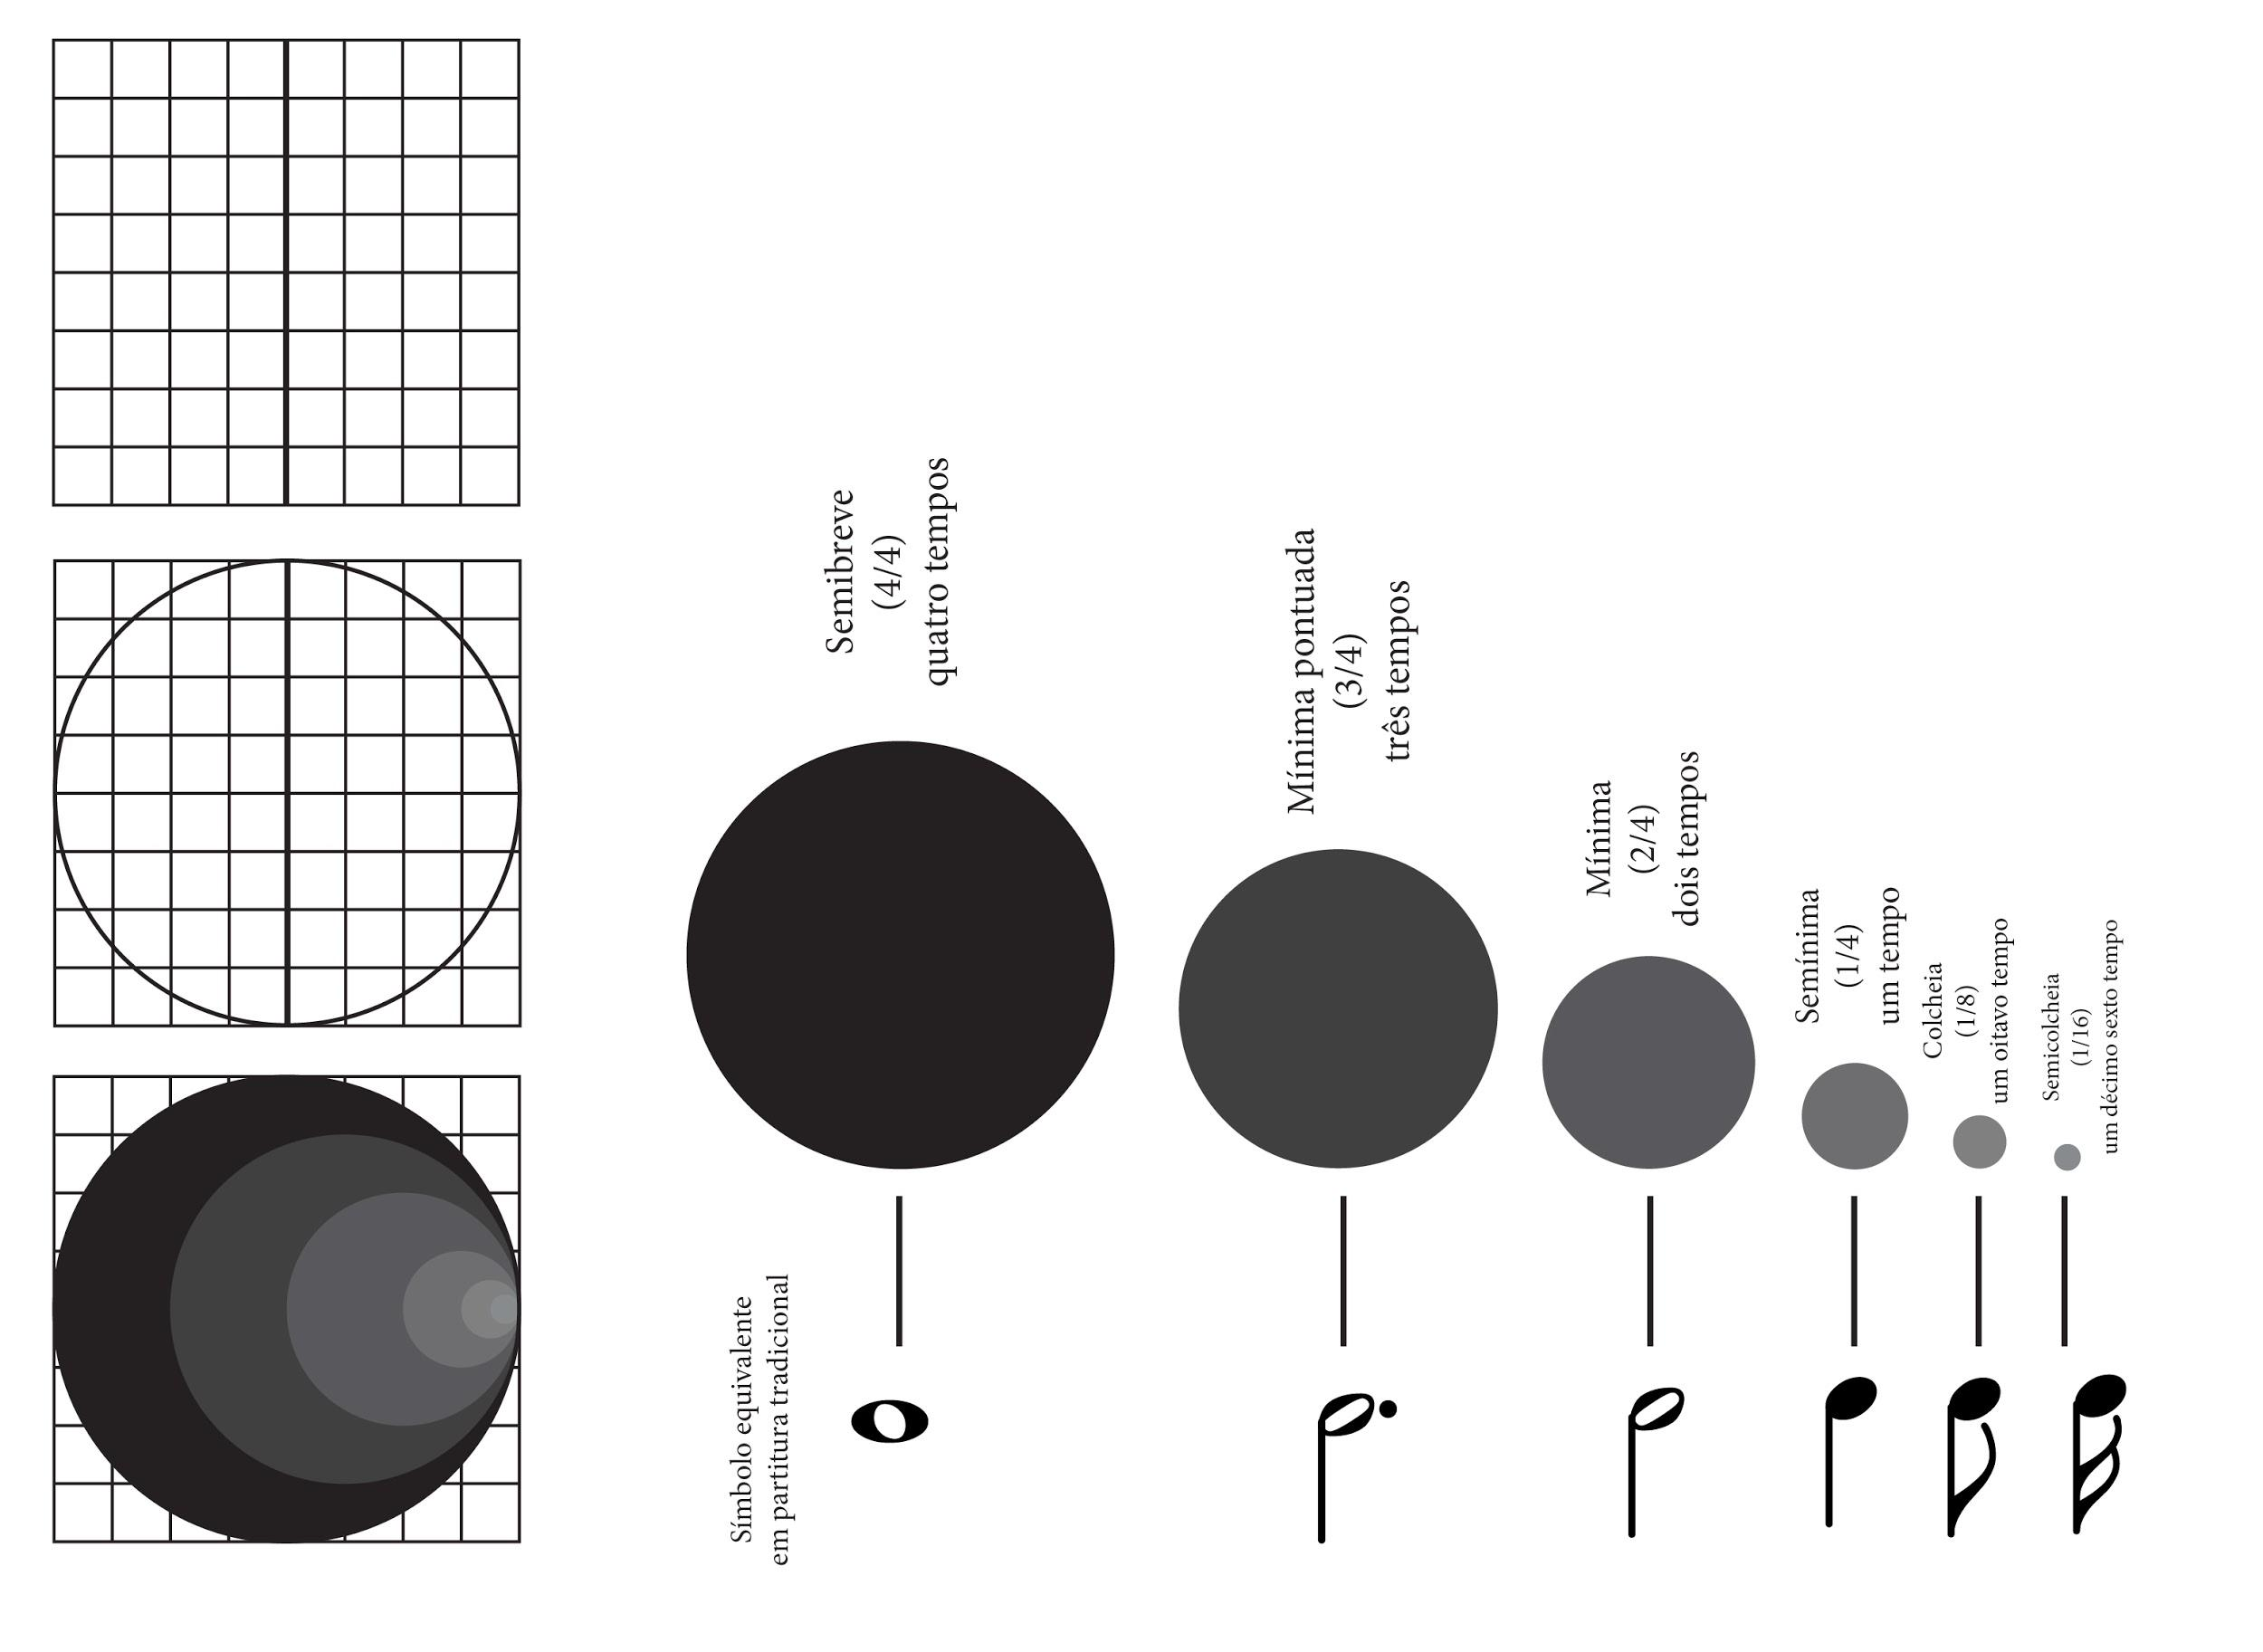 Semibreve
(4/4)
quatro tempos
Mínima pontuada
(3/4)
três tempos
Mínima
(2/4)
dois tempos
Semínima
(1/4)
um tempo
Colcheia
(1/8)
um oitavo tempo
Semicolcheia
(1/16)
um décimo sexto tempo
Símbolo equivalente
em partitura tradicional